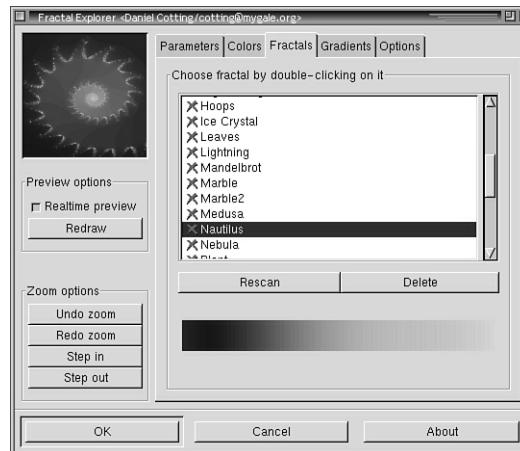 Fractal Explorer <Daniel Cotting/cotting@mygale.org>
Parameters Colors Fractals Gradients Options
Choose fractal by double-clicking on it
Hoops
Ice Crystal
Leaves
Lightning
Mandelbrot
Marble
Marble2
Medusa
Nautilus
Nebula
Rescan Delete
Preview options
Realtime preview
Redraw
Zoom options
Undo zoom
Redo zoom
Step in
Step out
OK Cancel About